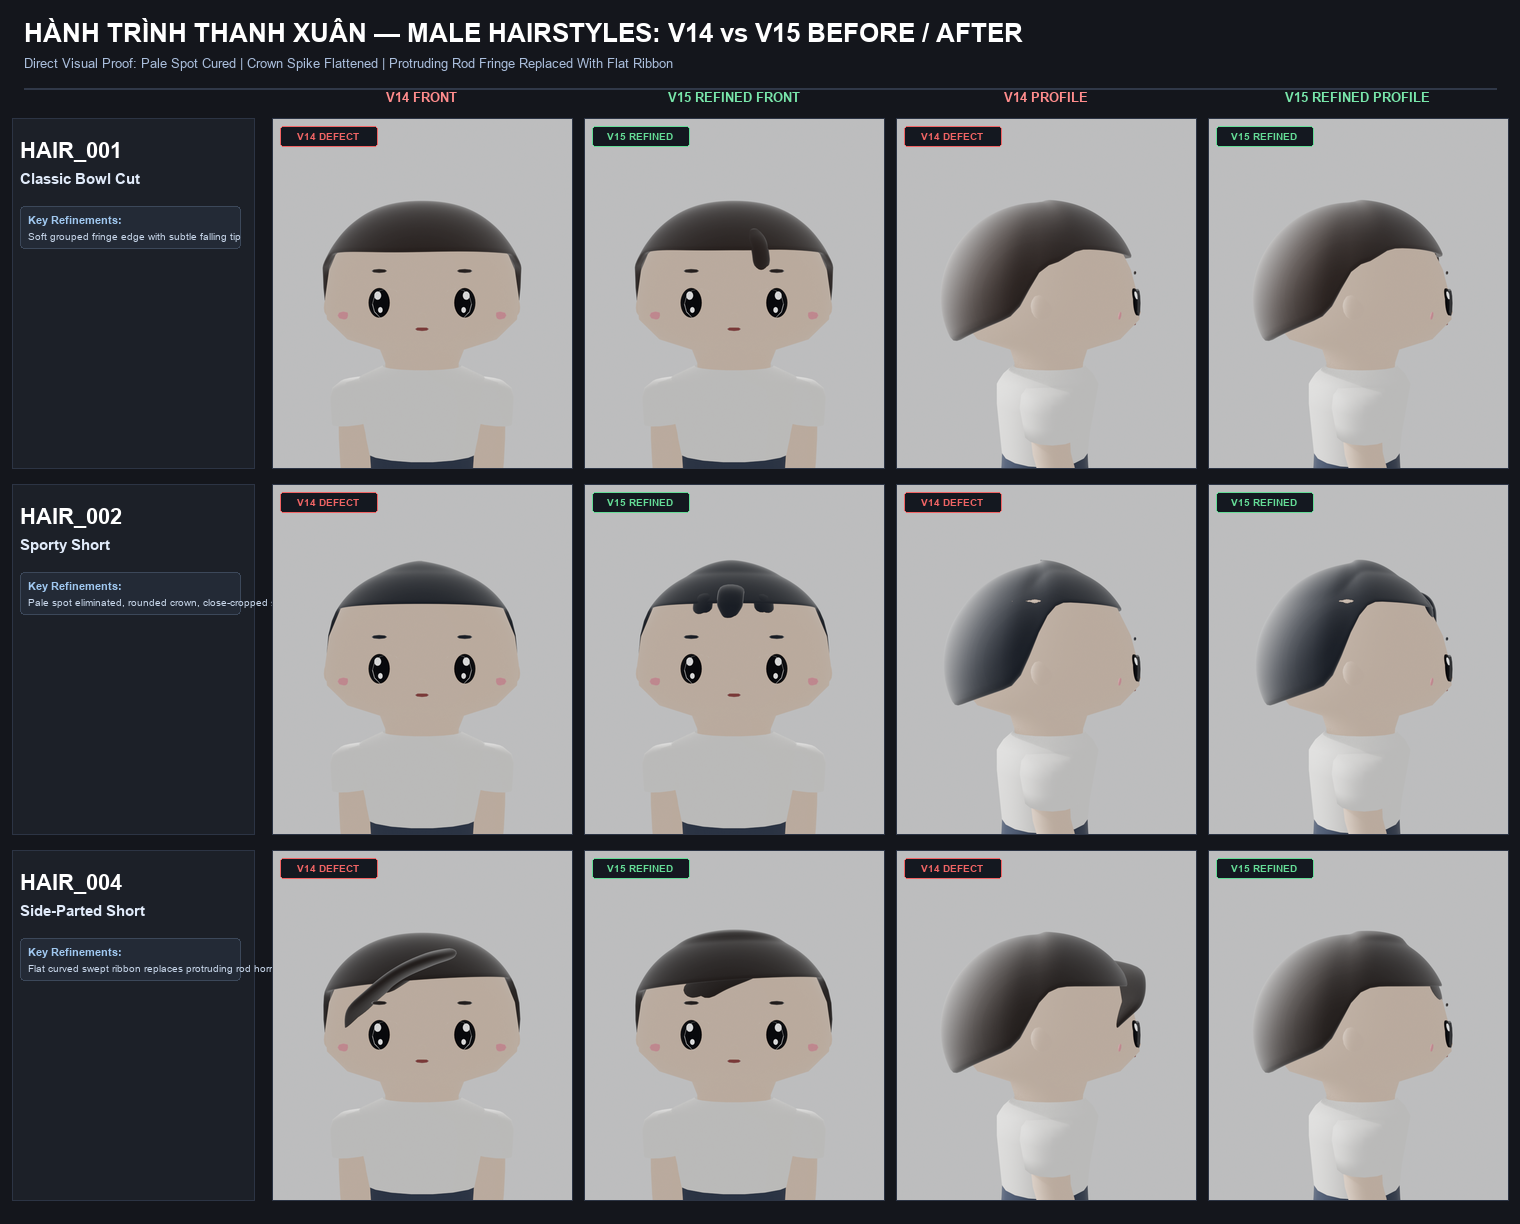 HÀNH TRÌNH THANH XUÂN — MALE HAIRSTYLES: V14 vs V15 BEFORE / AFTER
Direct Visual Proof: Pale Spot Cured | Crown Spike Flattened | Protruding Rod Fringe Replaced With Flat Ribbon
V14 FRONT
V15 REFINED FRONT
V14 PROFILE
V15 REFINED PROFILE
HAIR_001
Classic Bowl Cut
Key Refinements:
Soft grouped fringe edge with subtle falling tip
V14 DEFECT
V15 REFINED
V14 DEFECT
V15 REFINED
HAIR_002
Sporty Short
Key Refinements:
Pale spot eliminated, rounded crown, close-cropped
V14 DEFECT
V15 REFINED
V14 DEFECT
V15 REFINED
HAIR_004
Side-Parted Short
Key Refinements:
Flat curved swept ribbon replaces protruding rod
V14 DEFECT
V15 REFINED
V14 DEFECT
V15 REFINED